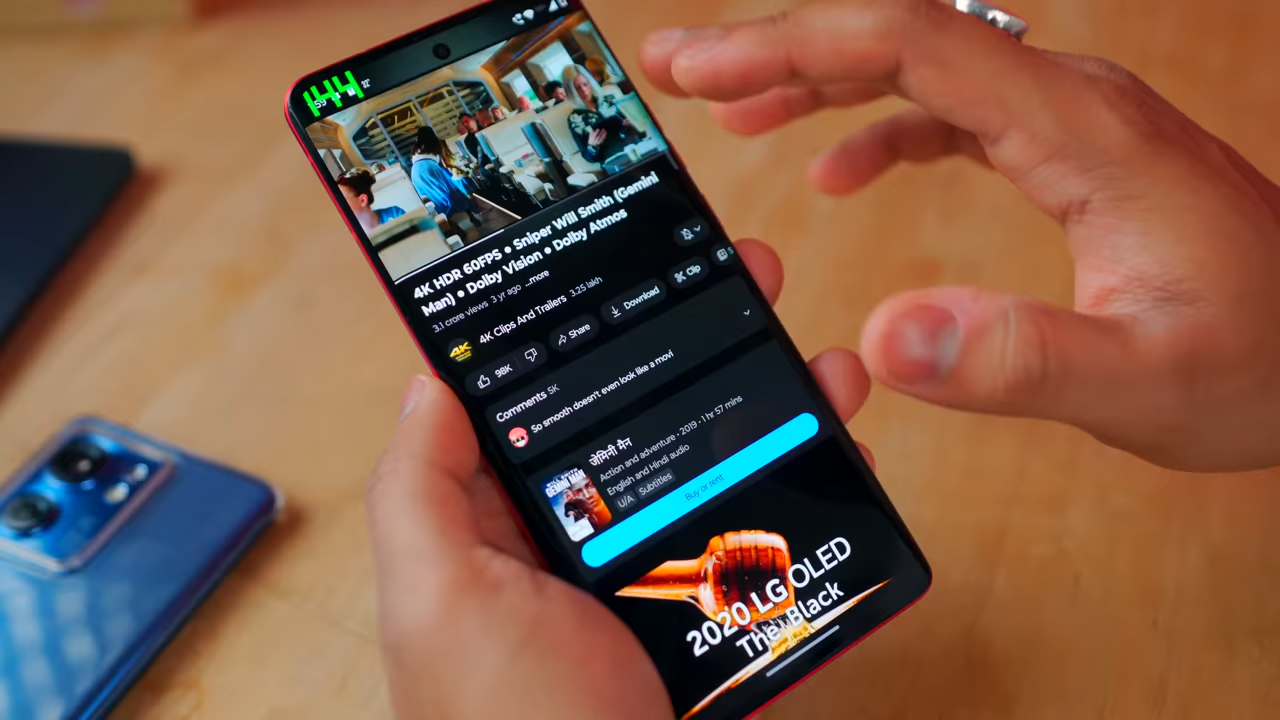 144
4K HDR 60FPS • Sniper Will Smith (Gemini
Man) • Dolby Vision • Dolby Atmos
3.1 crore views 3 yr ago ...more
4K
4K Clips And Trailers 3.25 lakh
98K
Share
Download
Clip
S
Comments 5K
So smooth doesn't even look like a movi
जेमिनी मैन
Action and adventure • 2019 • 1 hr 57 mins
English and Hindi audio
U/A Subtitles
GEMINI MAN
Buy or rent
2020 LG OLED
The Black